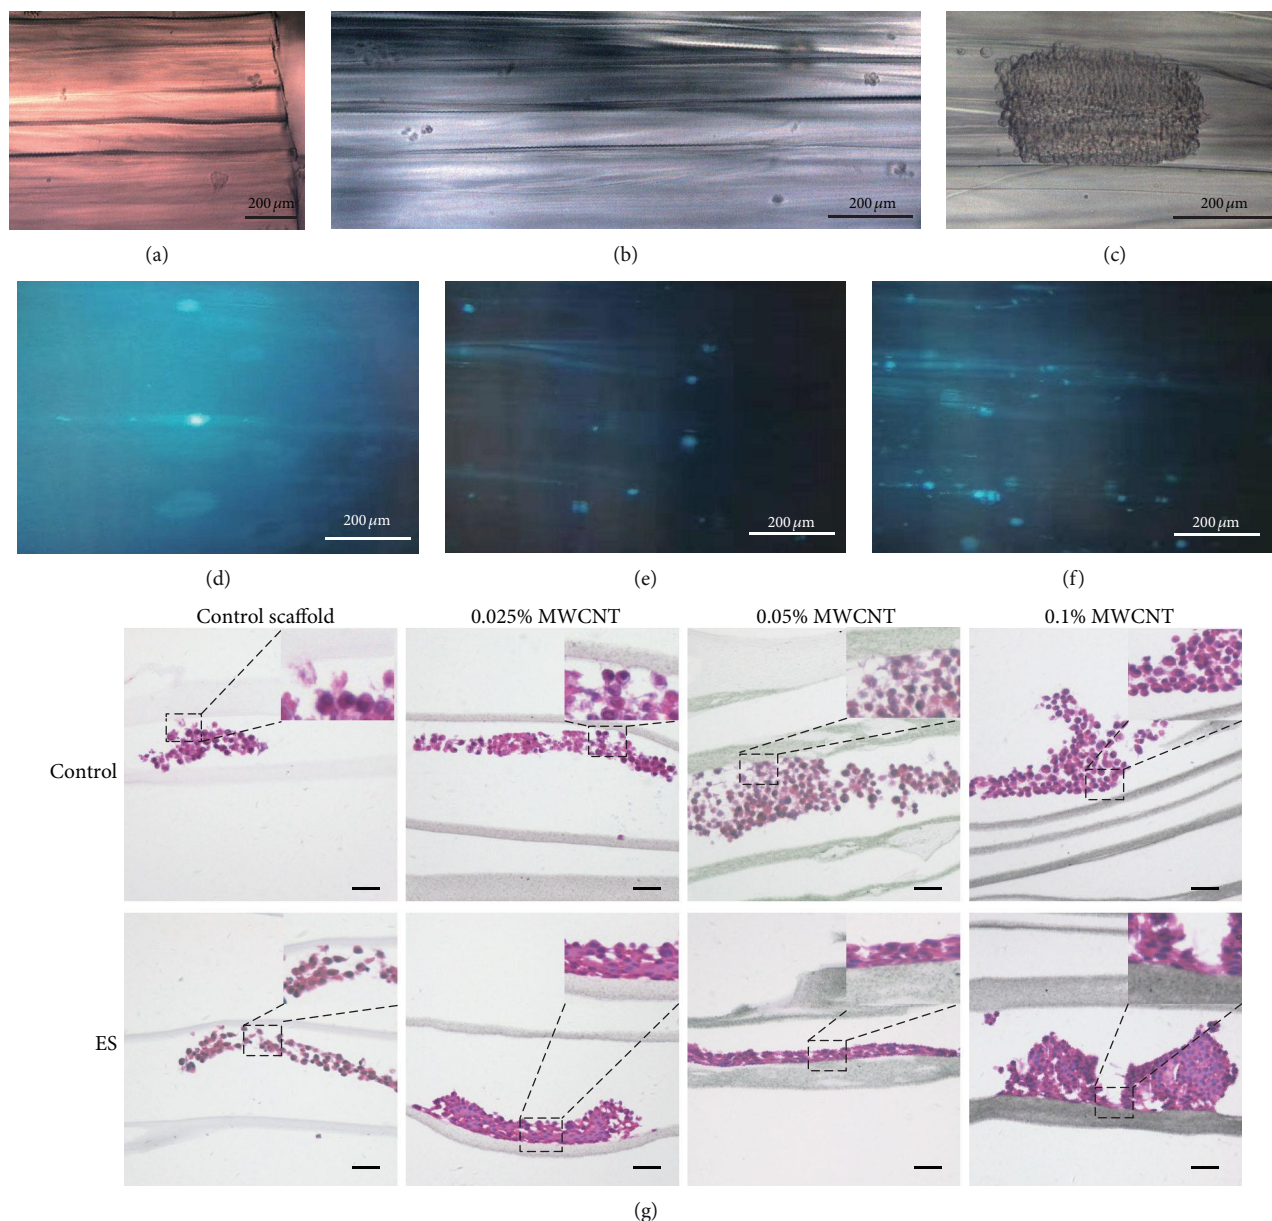 200 μm
200 μm
200 μm
(a)
(b)
(c)
200 μm
200 μm
200 μm
(d)
(e)
(f)
Control scaffold
0.025% MWCNT
0.05% MWCNT
0.1% MWCNT
Control
ES
(g)